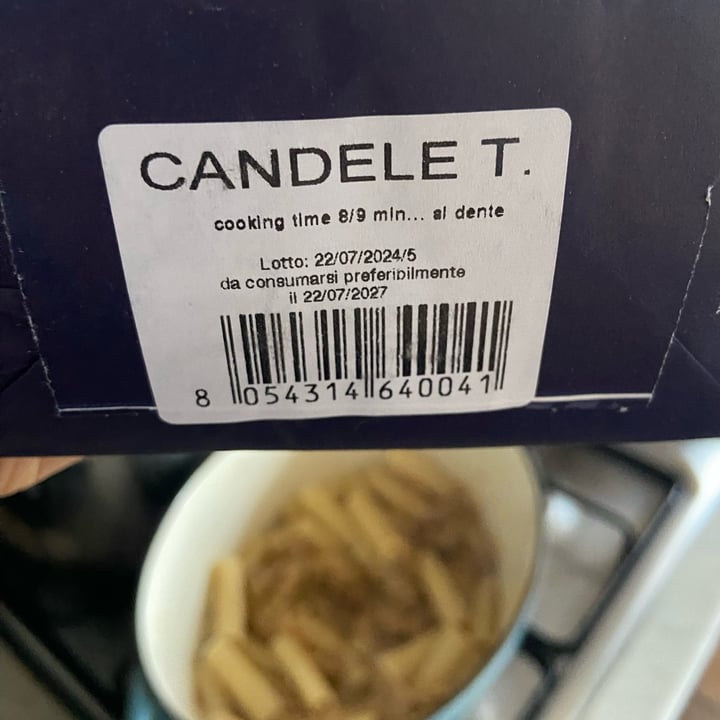 CANDELE T.
cooking time 8/9 min... al dente
Lotto: 22/07/2024/5
da consumarsi preferibilmente
il 22/07/2027
8 054314 640041